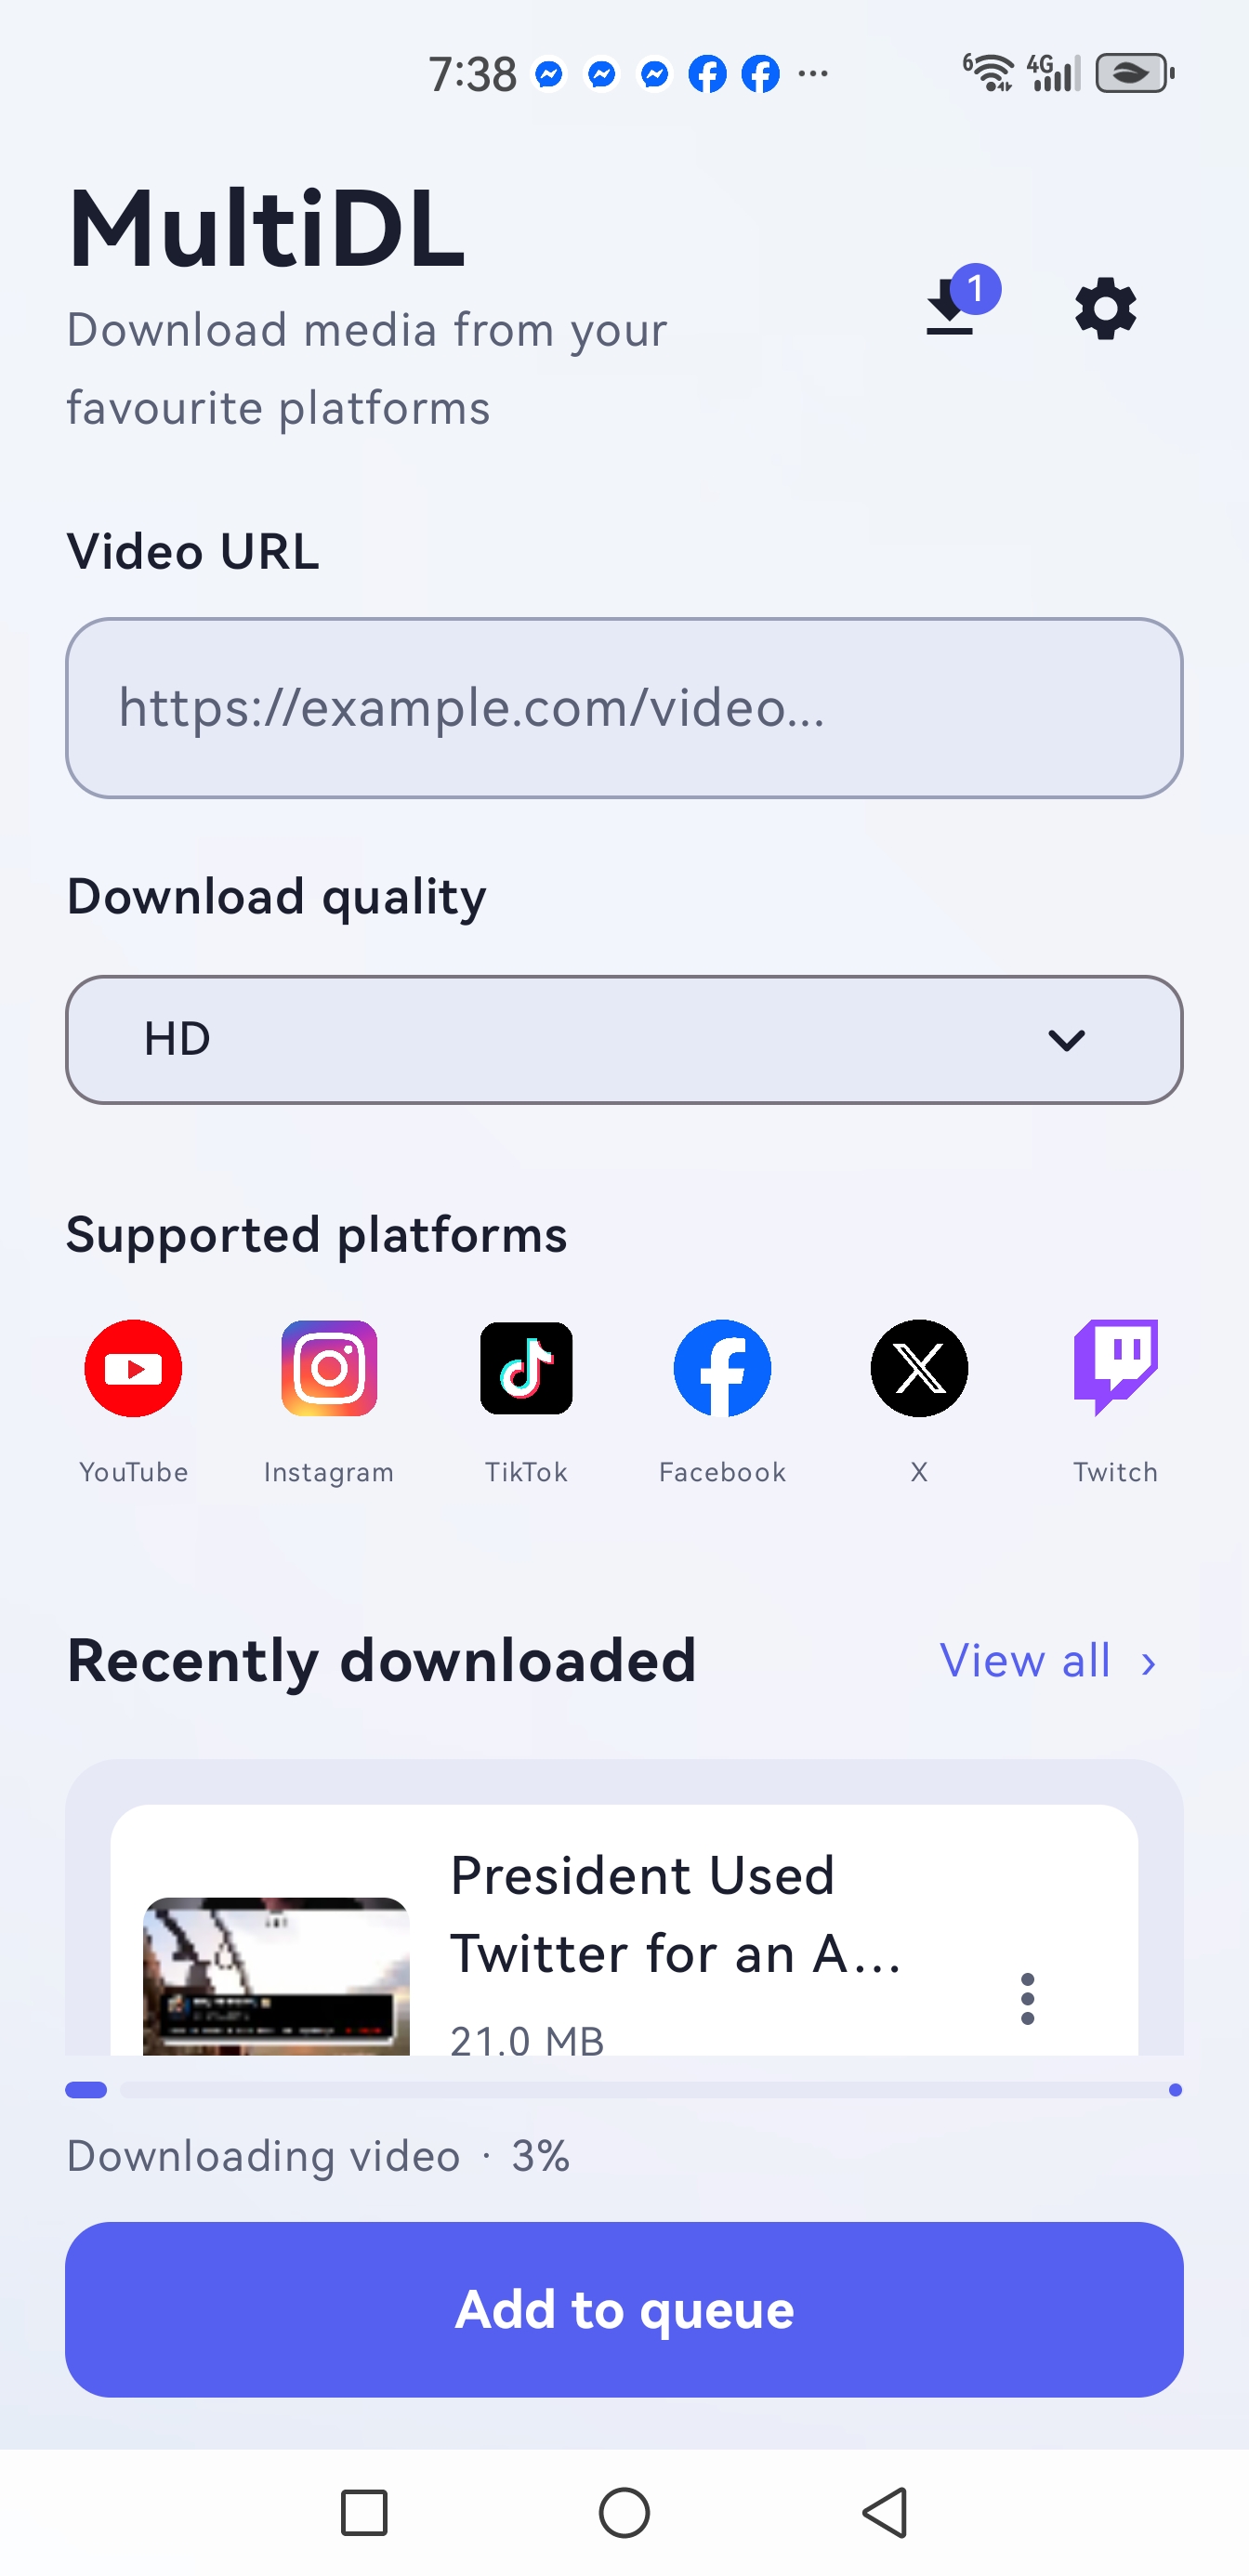 7:38
6
4G
MultiDL
1
Download media from your
favourite platforms
Video URL
https://example.com/video...
Download quality
HD
Supported platforms
YouTube
Instagram
TikTok
Facebook
X
Twitch
Recently downloaded
View all ›
President Used
Twitter for an A...
21.0 MB
Downloading video · 3%
Add to queue